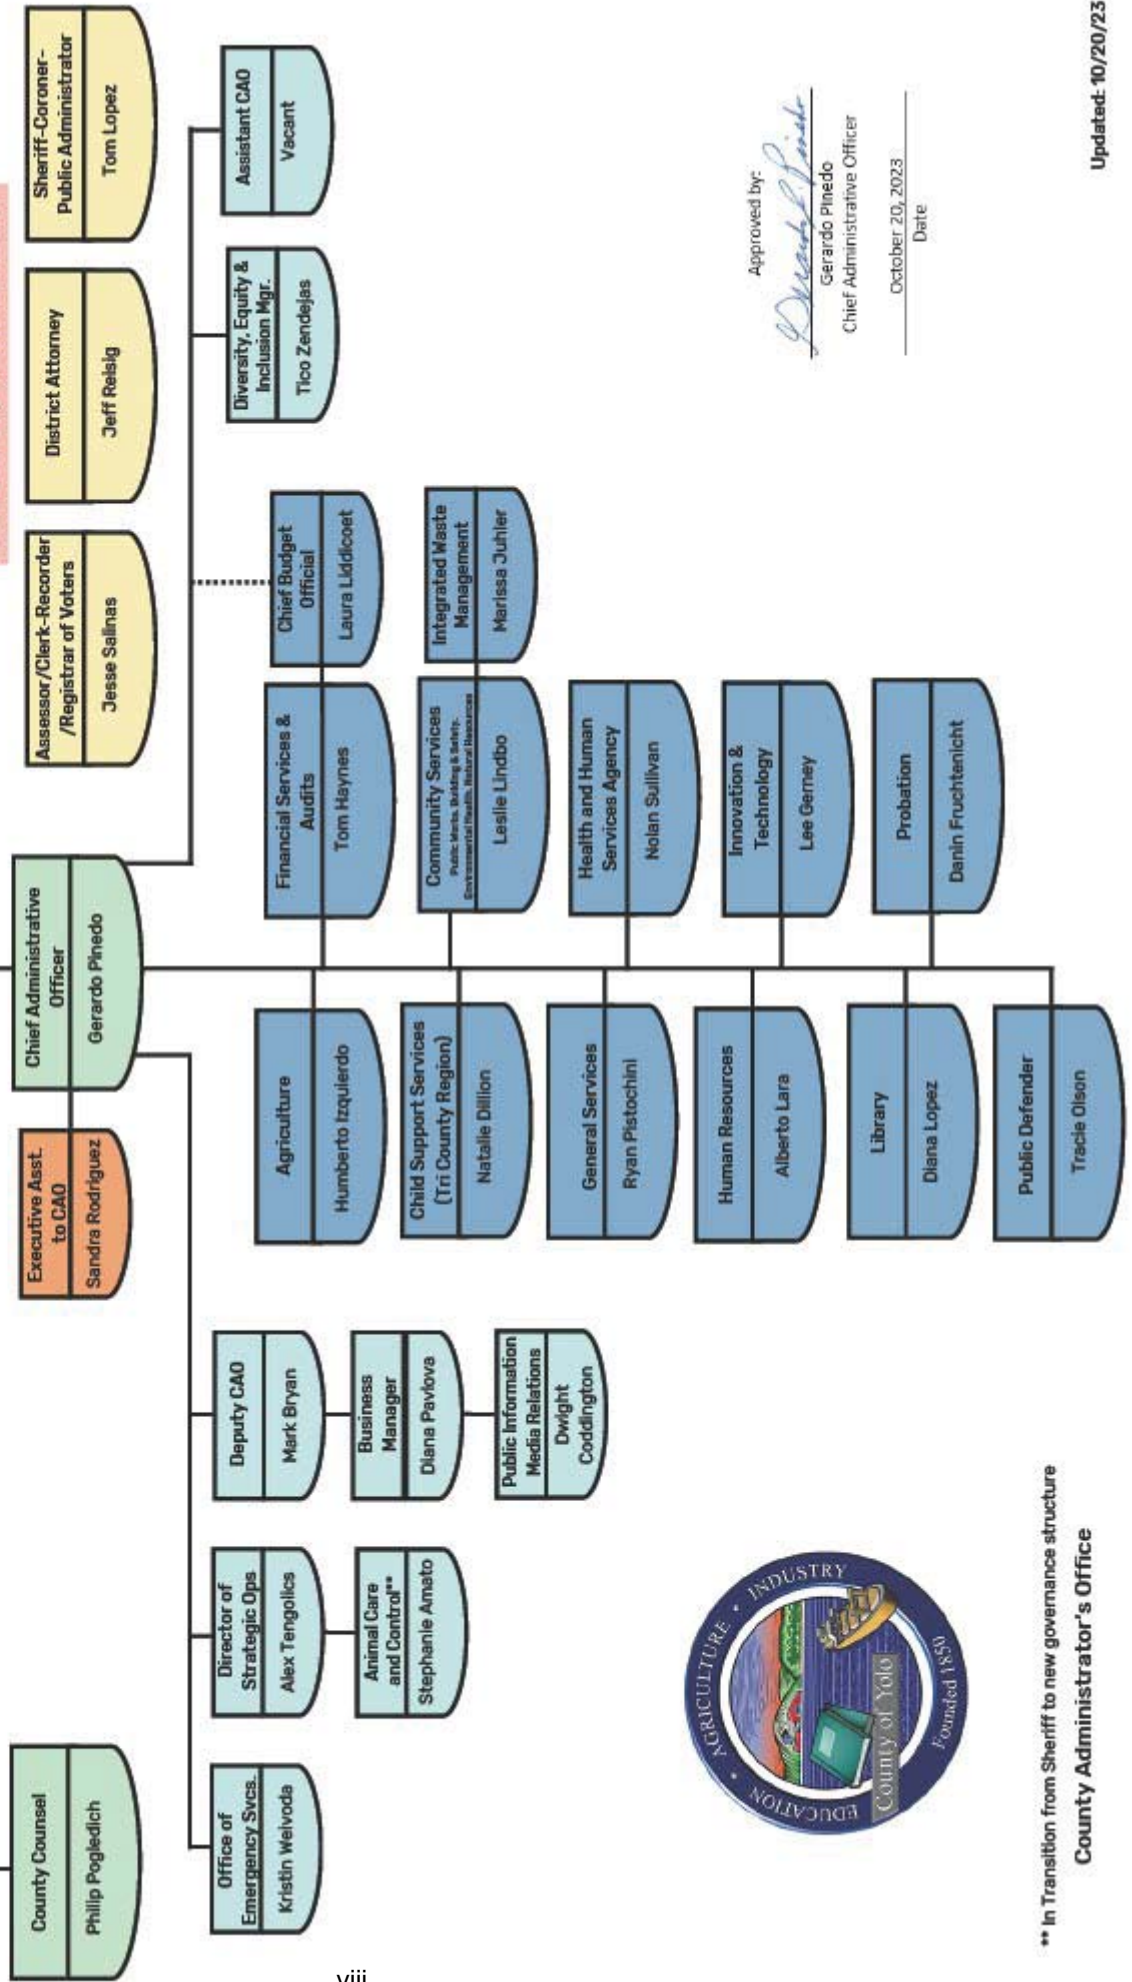 County Counsel
Philip Pogledich
Executive Asst.
to CAO
Sandra Rodriguez
Chief Administrative
Officer
Gerardo Pinedo
Assessor/Clerk-Recorder
/Registrar of Voters
Jesse Salinas
District Attorney
Jeff Reisig
Sheriff-Coroner-
Public Administrator
Tom Lopez
Office of
Emergency Svcs.
Kristin Weivoda
Director of
Strategic Ops
Alex Tengolics
Animal Care
and Control**
Stephanie Amato
Deputy CAO
Mark Bryan
Business
Manager
Diana Pavlova
Public Information
Media Relations
Dwight
Coddington
Agriculture
Humberto Izquierdo
Child Support Services
(Tri County Region)
Natalie Dillion
General Services
Ryan Pistochini
Human Resources
Alberto Lara
Library
Diana Lopez
Public Defender
Tracie Olson
Financial Services &
Audits
Tom Haynes
Chief Budget
Official
Laura Liddicoet
Community Services
Public Works, Building & Safety,
Environmental Health, Natural Resources
Leslie Lindbo
Integrated Waste
Management
Marissa Juhler
Health and Human
Services Agency
Nolan Sullivan
Innovation &
Technology
Lee Gerney
Probation
Danin Fruchtenicht
Diversity, Equity &
Inclusion Mgr.
Tico Zendejas
Assistant CAO
Vacant
EDUCATION • AGRICULTURE • INDUSTRY
County of Yolo
Founded 1850
Approved by:
Gerardo Pinedo
Chief Administrative Officer
October 20, 2023
Date
** In Transition from Sheriff to new governance structure
County Administrator's Office
Updated: 10/20/23
viii